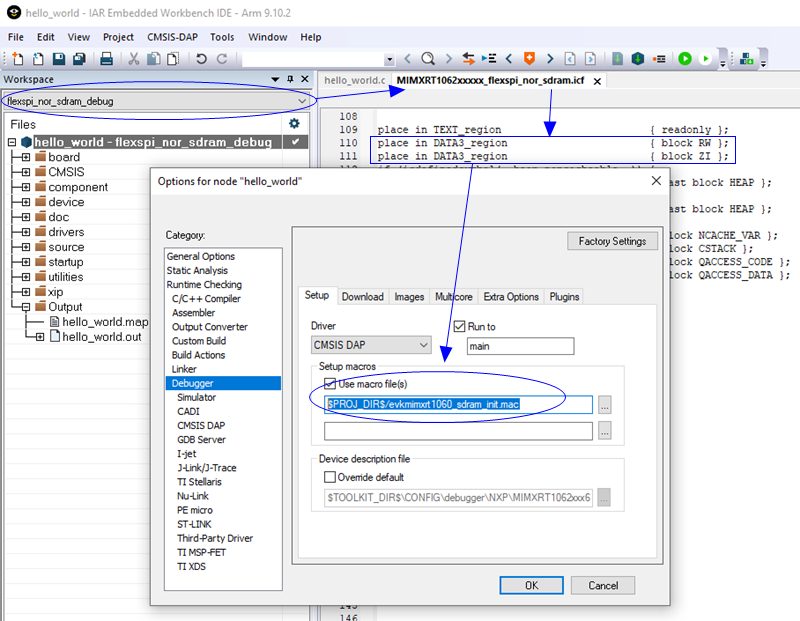 hello_world - IAR Embedded Workbench IDE - Arm 9.10.2
File Edit View Project CMSIS-DAP Tools Window Help
Workspace
flexspi_nor_sdram_debug
Files
hello_world - flexspi_nor_sdram_debug
board
CMSIS
component
device
doc
drivers
source
startup
utilities
xip
Output
hello_world.map
hello_world.out
hello_world.c MIMXRT1062xxxxx_flexspi_nor_sdram.icf
108
109 place in TEXT_region { readonly };
110 place in DATA3_region { block RW };
111 place in DATA3_region { block ZI };
ast block HEAP };
ast block HEAP };
lock NCACHE_VAR };
lock CSTACK };
lock QACCESS_CODE };
lock QACCESS_DATA };
146
Options for node "hello_world"
Category:
General Options
Static Analysis
Runtime Checking
C/C++ Compiler
Assembler
Output Converter
Custom Build
Build Actions
Linker
Debugger
Simulator
CADI
CMSIS DAP
GDB Server
I-jet
J-Link/J-Trace
TI Stellaris
Nu-Link
PE micro
ST-LINK
Third-Party Driver
TI MSP-FET
TI XDS
Factory Settings
Setup Download Images Multicore Extra Options Plugins
Driver
CMSIS DAP
Run to
main
Setup macros
Use macro file(s)
$PROJ_DIR$/evkmimxrt1060_sdram_init.mac
...
...
Device description file
Override default
$TOOLKIT_DIR$\CONFIG\debugger\NXP\MIMXRT1062xxx6
...
OK Cancel